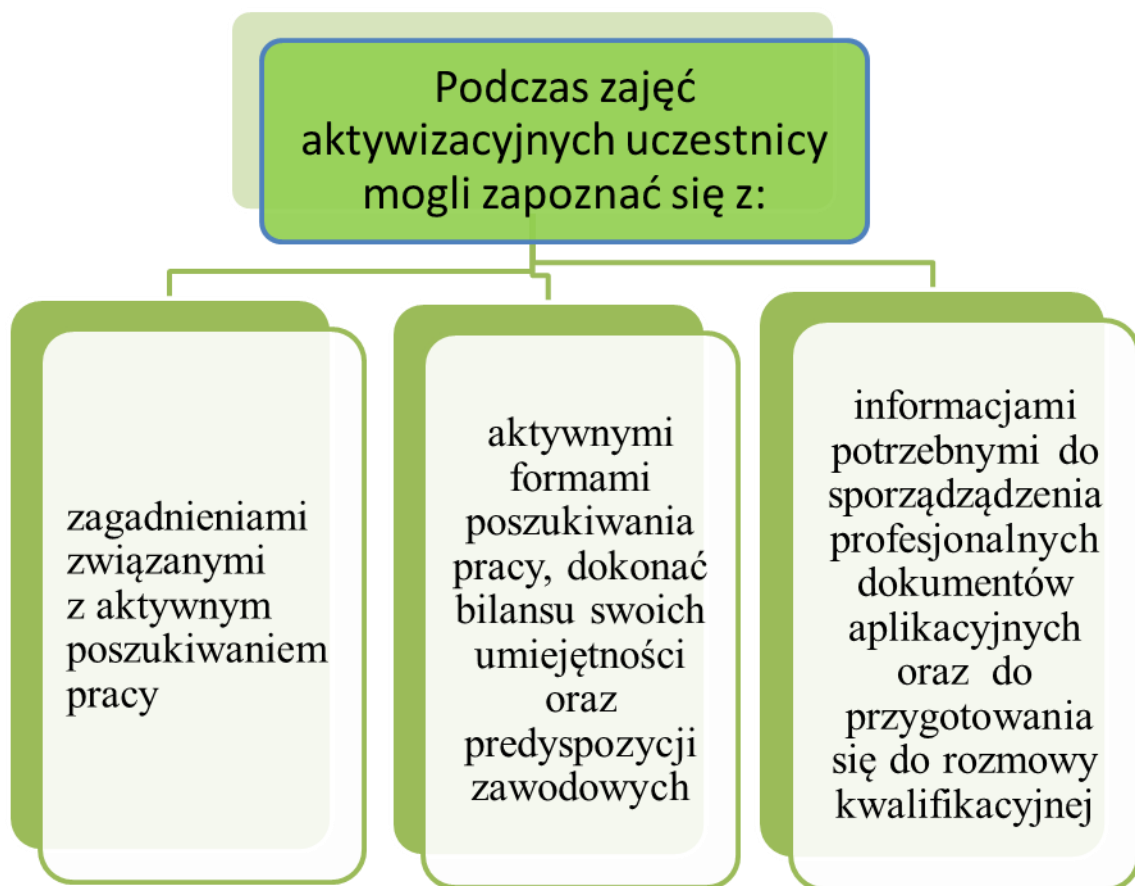 Podczas zajęć
aktywizacyjnych uczestnicy
mogli zapoznać się z:
zagadnieniami
związanymi
z aktywnym
poszukiwaniem
pracy
aktywnymi
formami
poszukiwania
pracy, dokonać
bilansu swoich
umiejętności
oraz
predyspozycji
zawodowych
informacjami
potrzebnymi do
sporządządzenia
profesjonalnych
dokumentów
aplikacyjnych
oraz do
przygotowania
się do rozmowy
kwalifikacyjnej